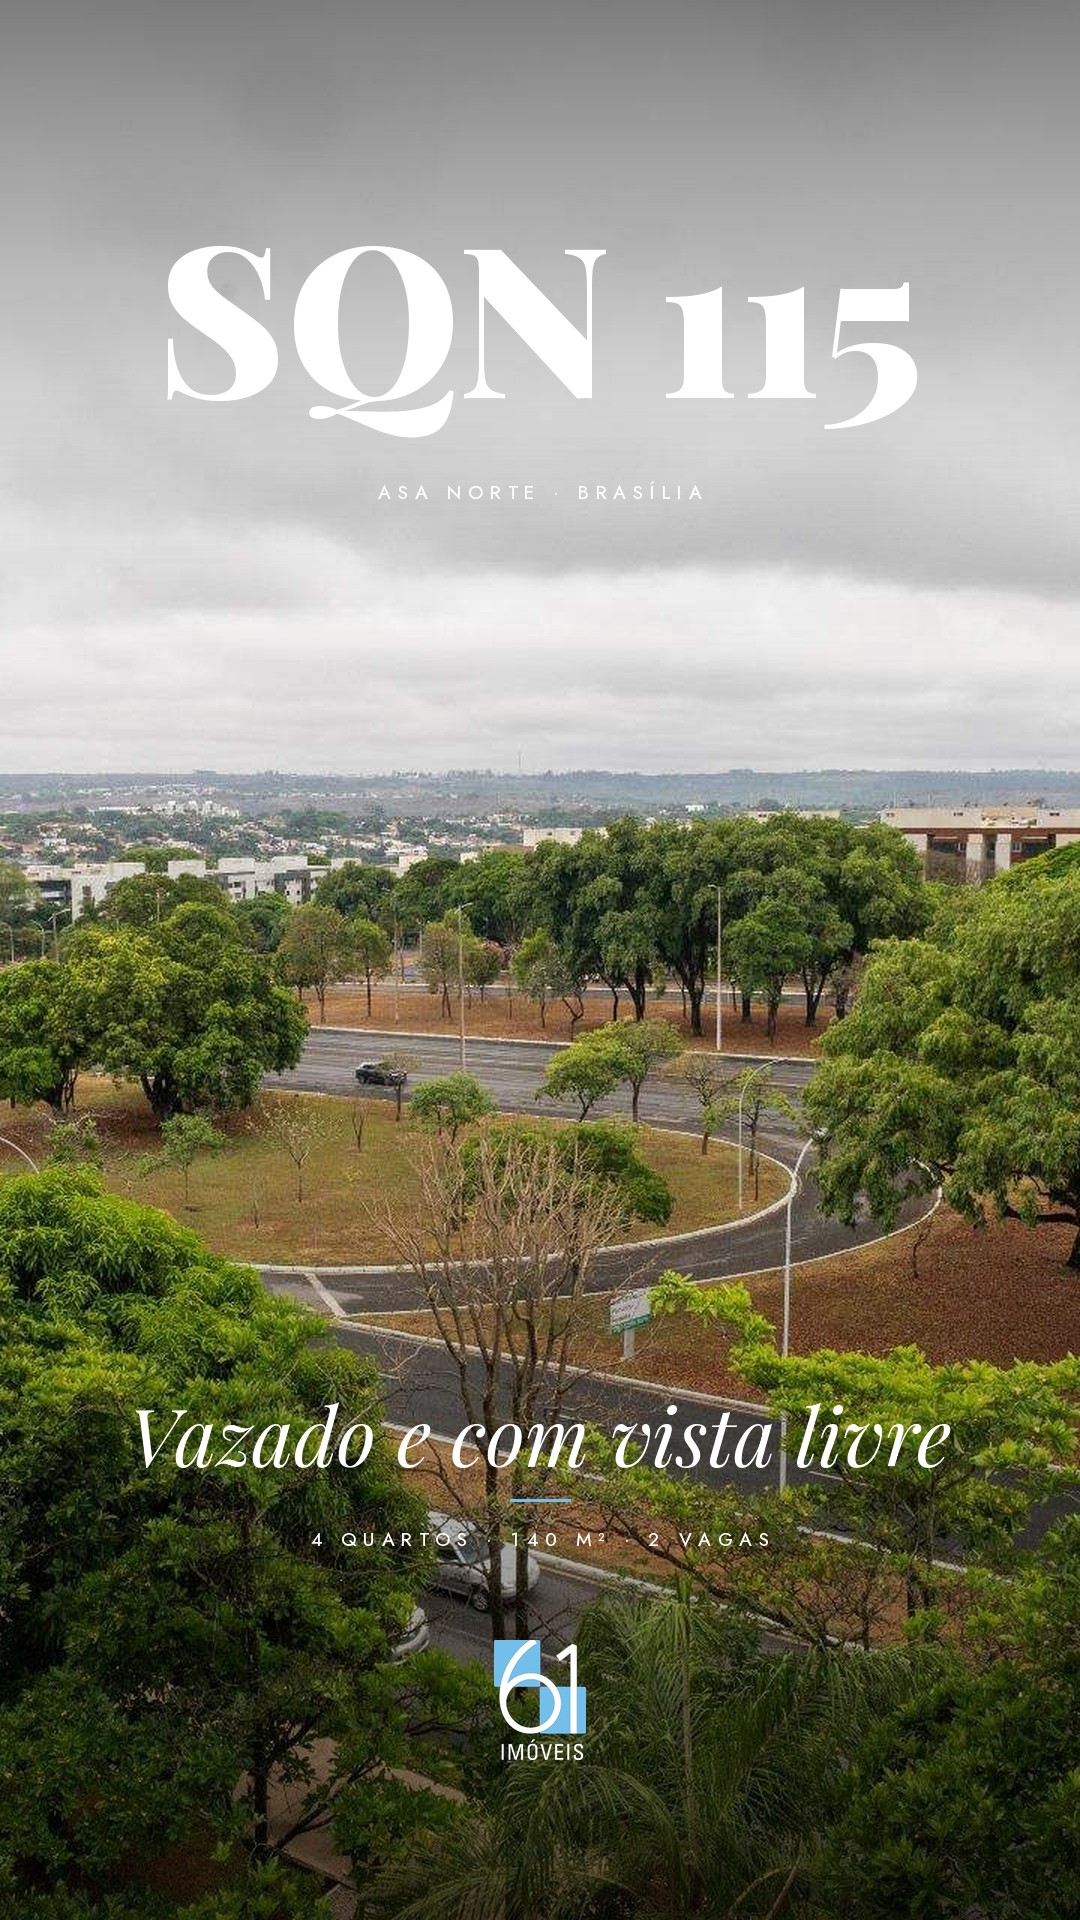 SQN 115
ASA NORTE · BRASÍLIA
Vazado e com vista livre
4 QUARTOS · 140 M² · 2 VAGAS
61
IMÓVEIS